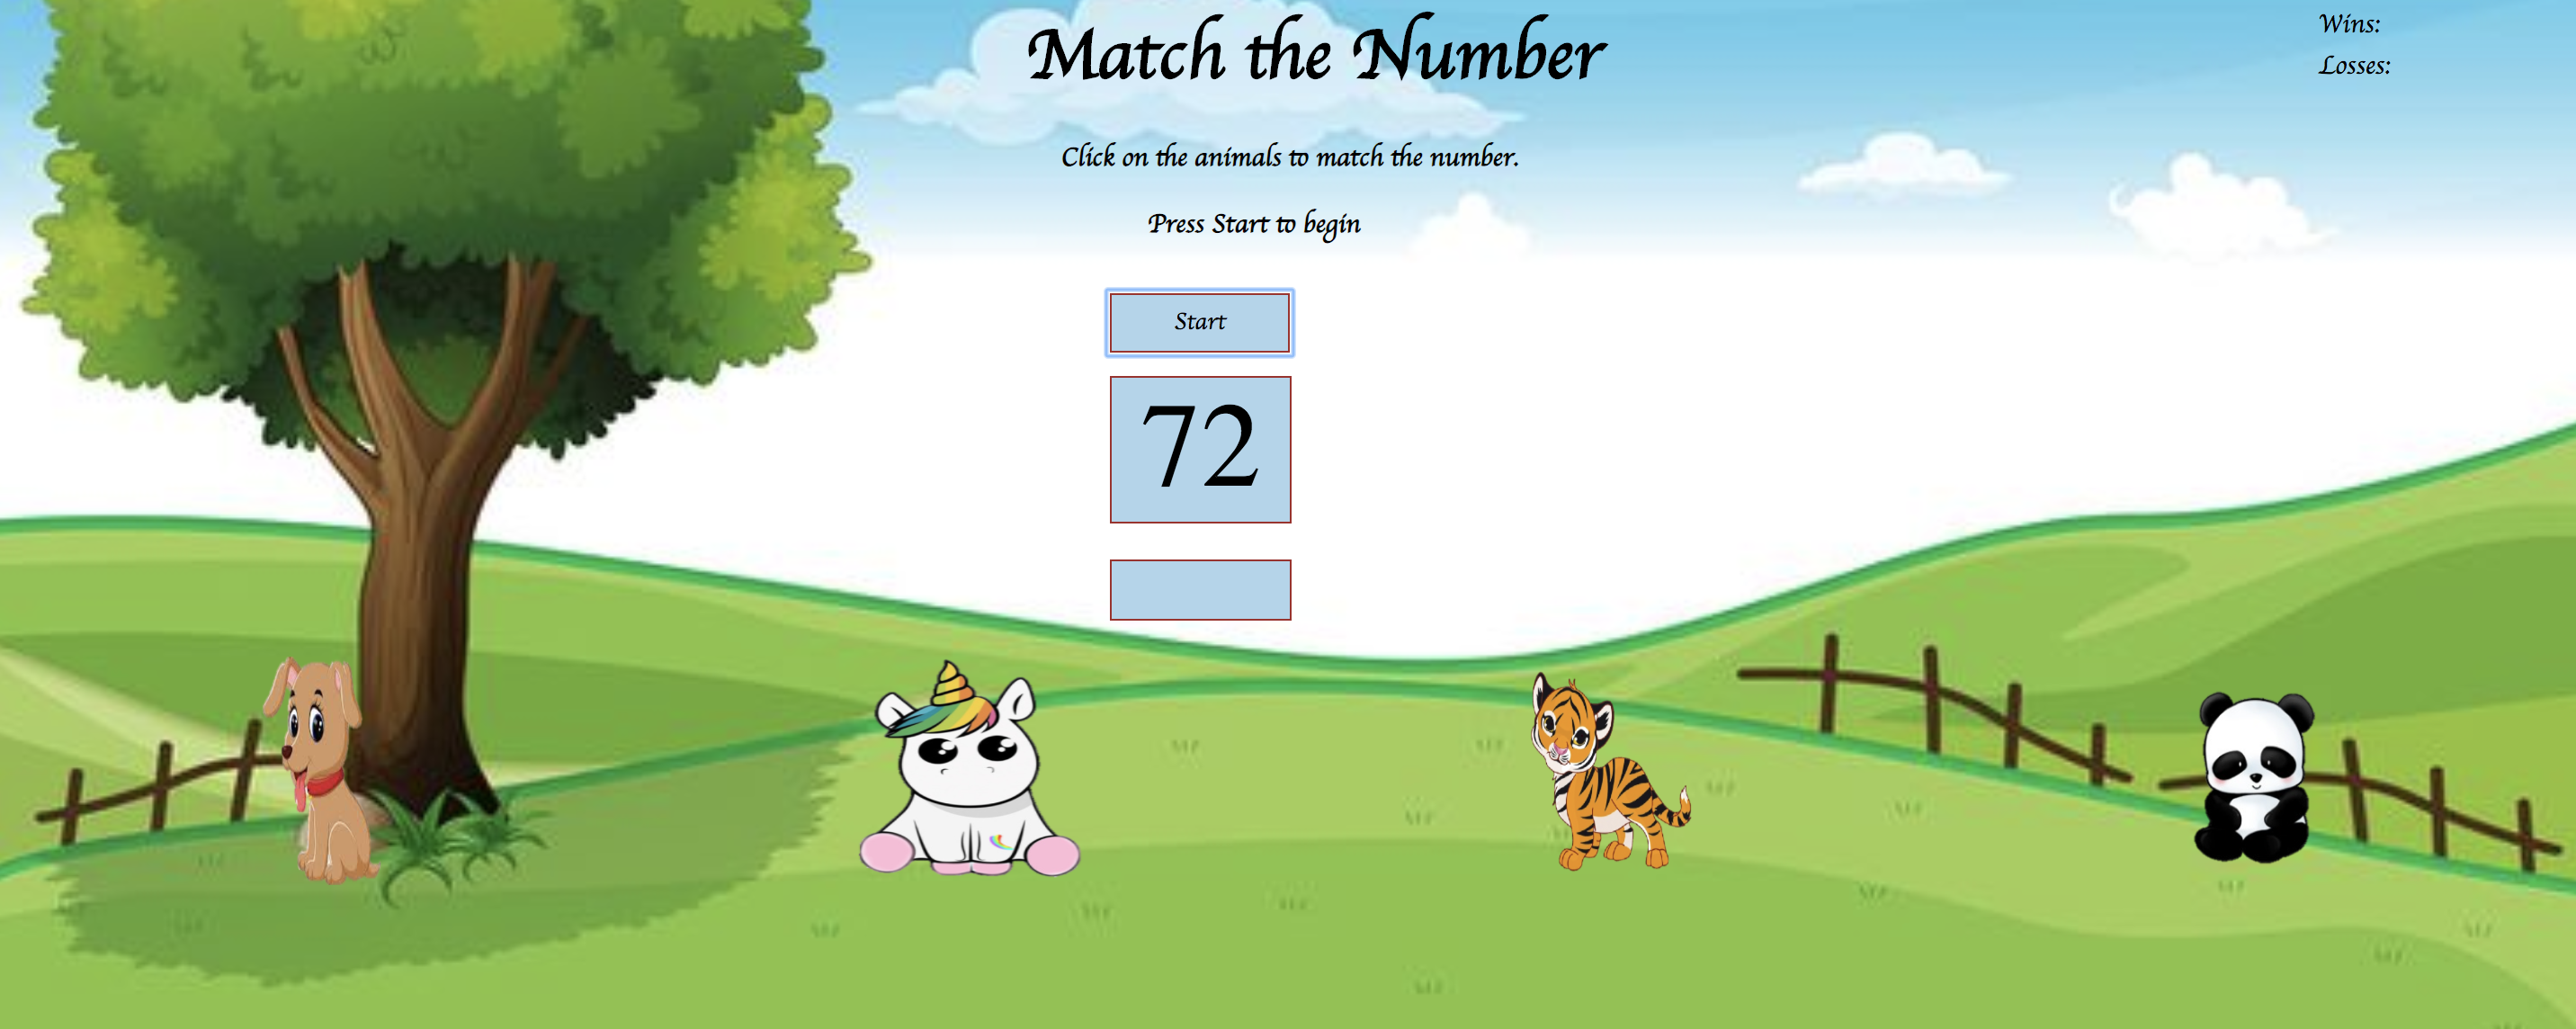 Match the Number
Wins:
Losses:
Click on the animals to match the number.
Press Start to begin
Start
72